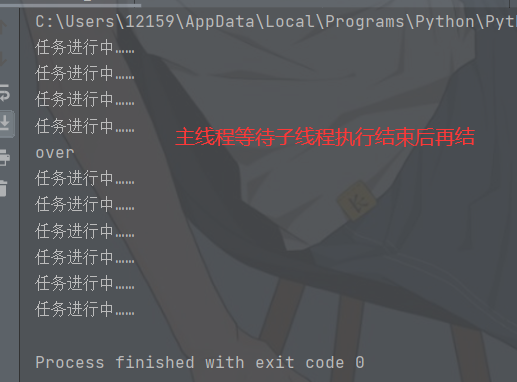 C:\Users\12159\AppData\Local\Programs\Python\Pyt
任务进行中……
任务进行中……
任务进行中……
任务进行中……
主线程等待子线程执行结束后再结
over
任务进行中……
任务进行中……
任务进行中……
任务进行中……
任务进行中……
任务进行中……
Process finished with exit code 0